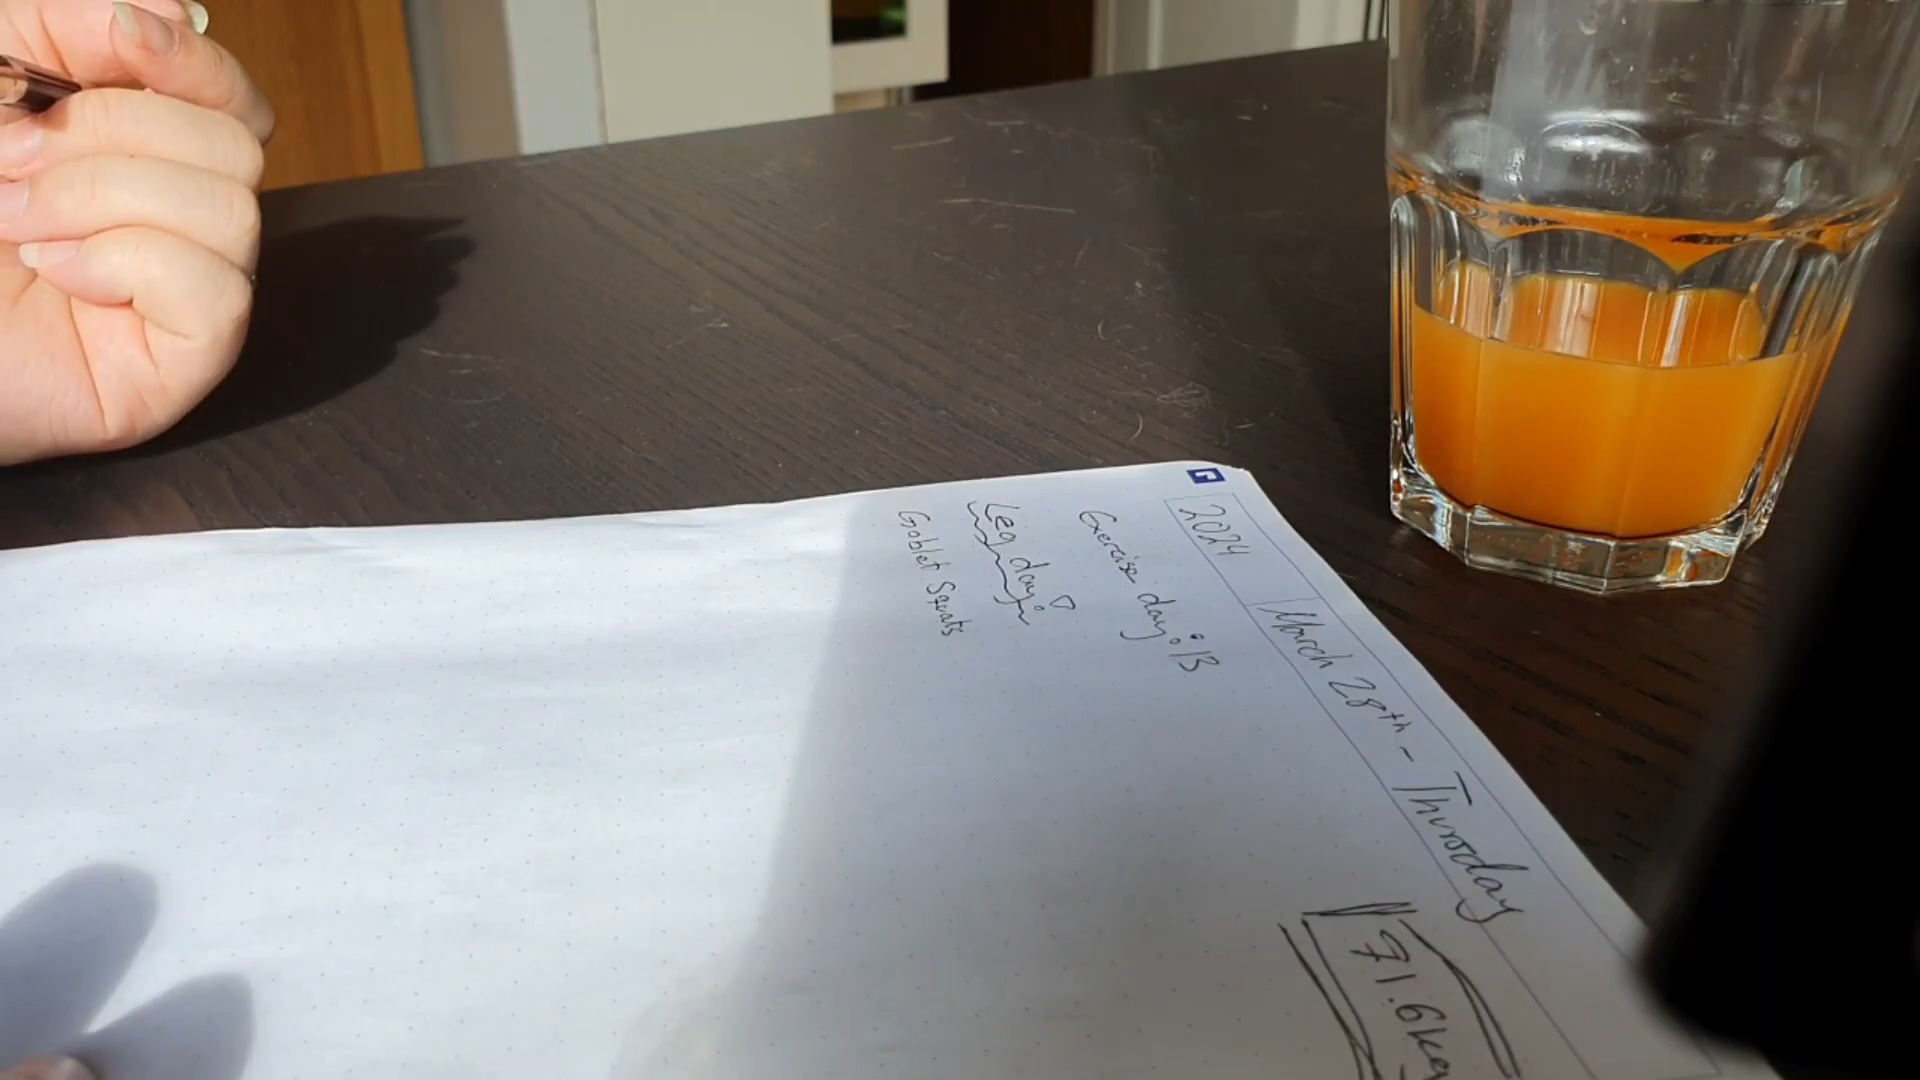 2024 March 28th - Thursday
71.6kg
Exercise day: 13
Leg day!
Goblet Squats